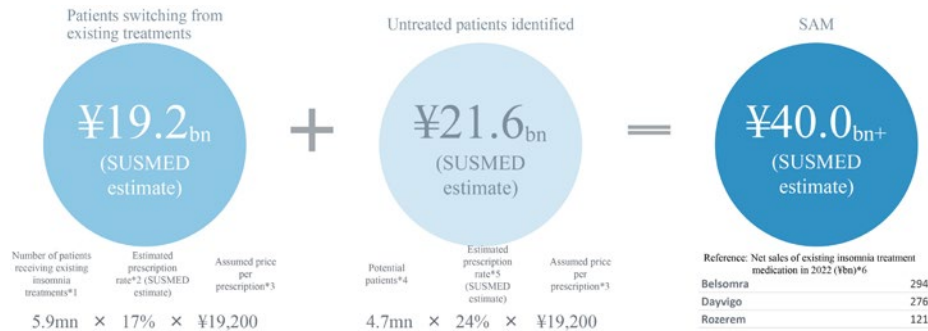 Patients switching from
existing treatments
¥19.2bn
(SUSMED
estimate)
+
Untreated patients identified
¥21.6bn
(SUSMED
estimate)
=
SAM
¥40.0bn+
(SUSMED
estimate)
Number of patients
receiving existing
insomnia
treatments*1
Estimated
prescription
rate*2 (SUSMED
estimate)
Assumed price
per
prescription*3
5.9mn × 17% × ¥19,200
Potential
patients*4
Estimated
prescription
rate*5
(SUSMED
estimate)
Assumed price
per
prescription*3
4.7mn × 24% × ¥19,200
Reference: Net sales of existing insomnia treatment
medication in 2022 (¥bn)*6
Belsomra 294
Dayvigo 276
Rozerem 121